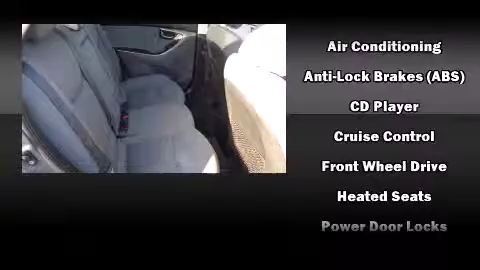 Air Conditioning
Anti-Lock Brakes (ABS)
CD Player
Cruise Control
Front Wheel Drive
Heated Seats
Power Door Locks